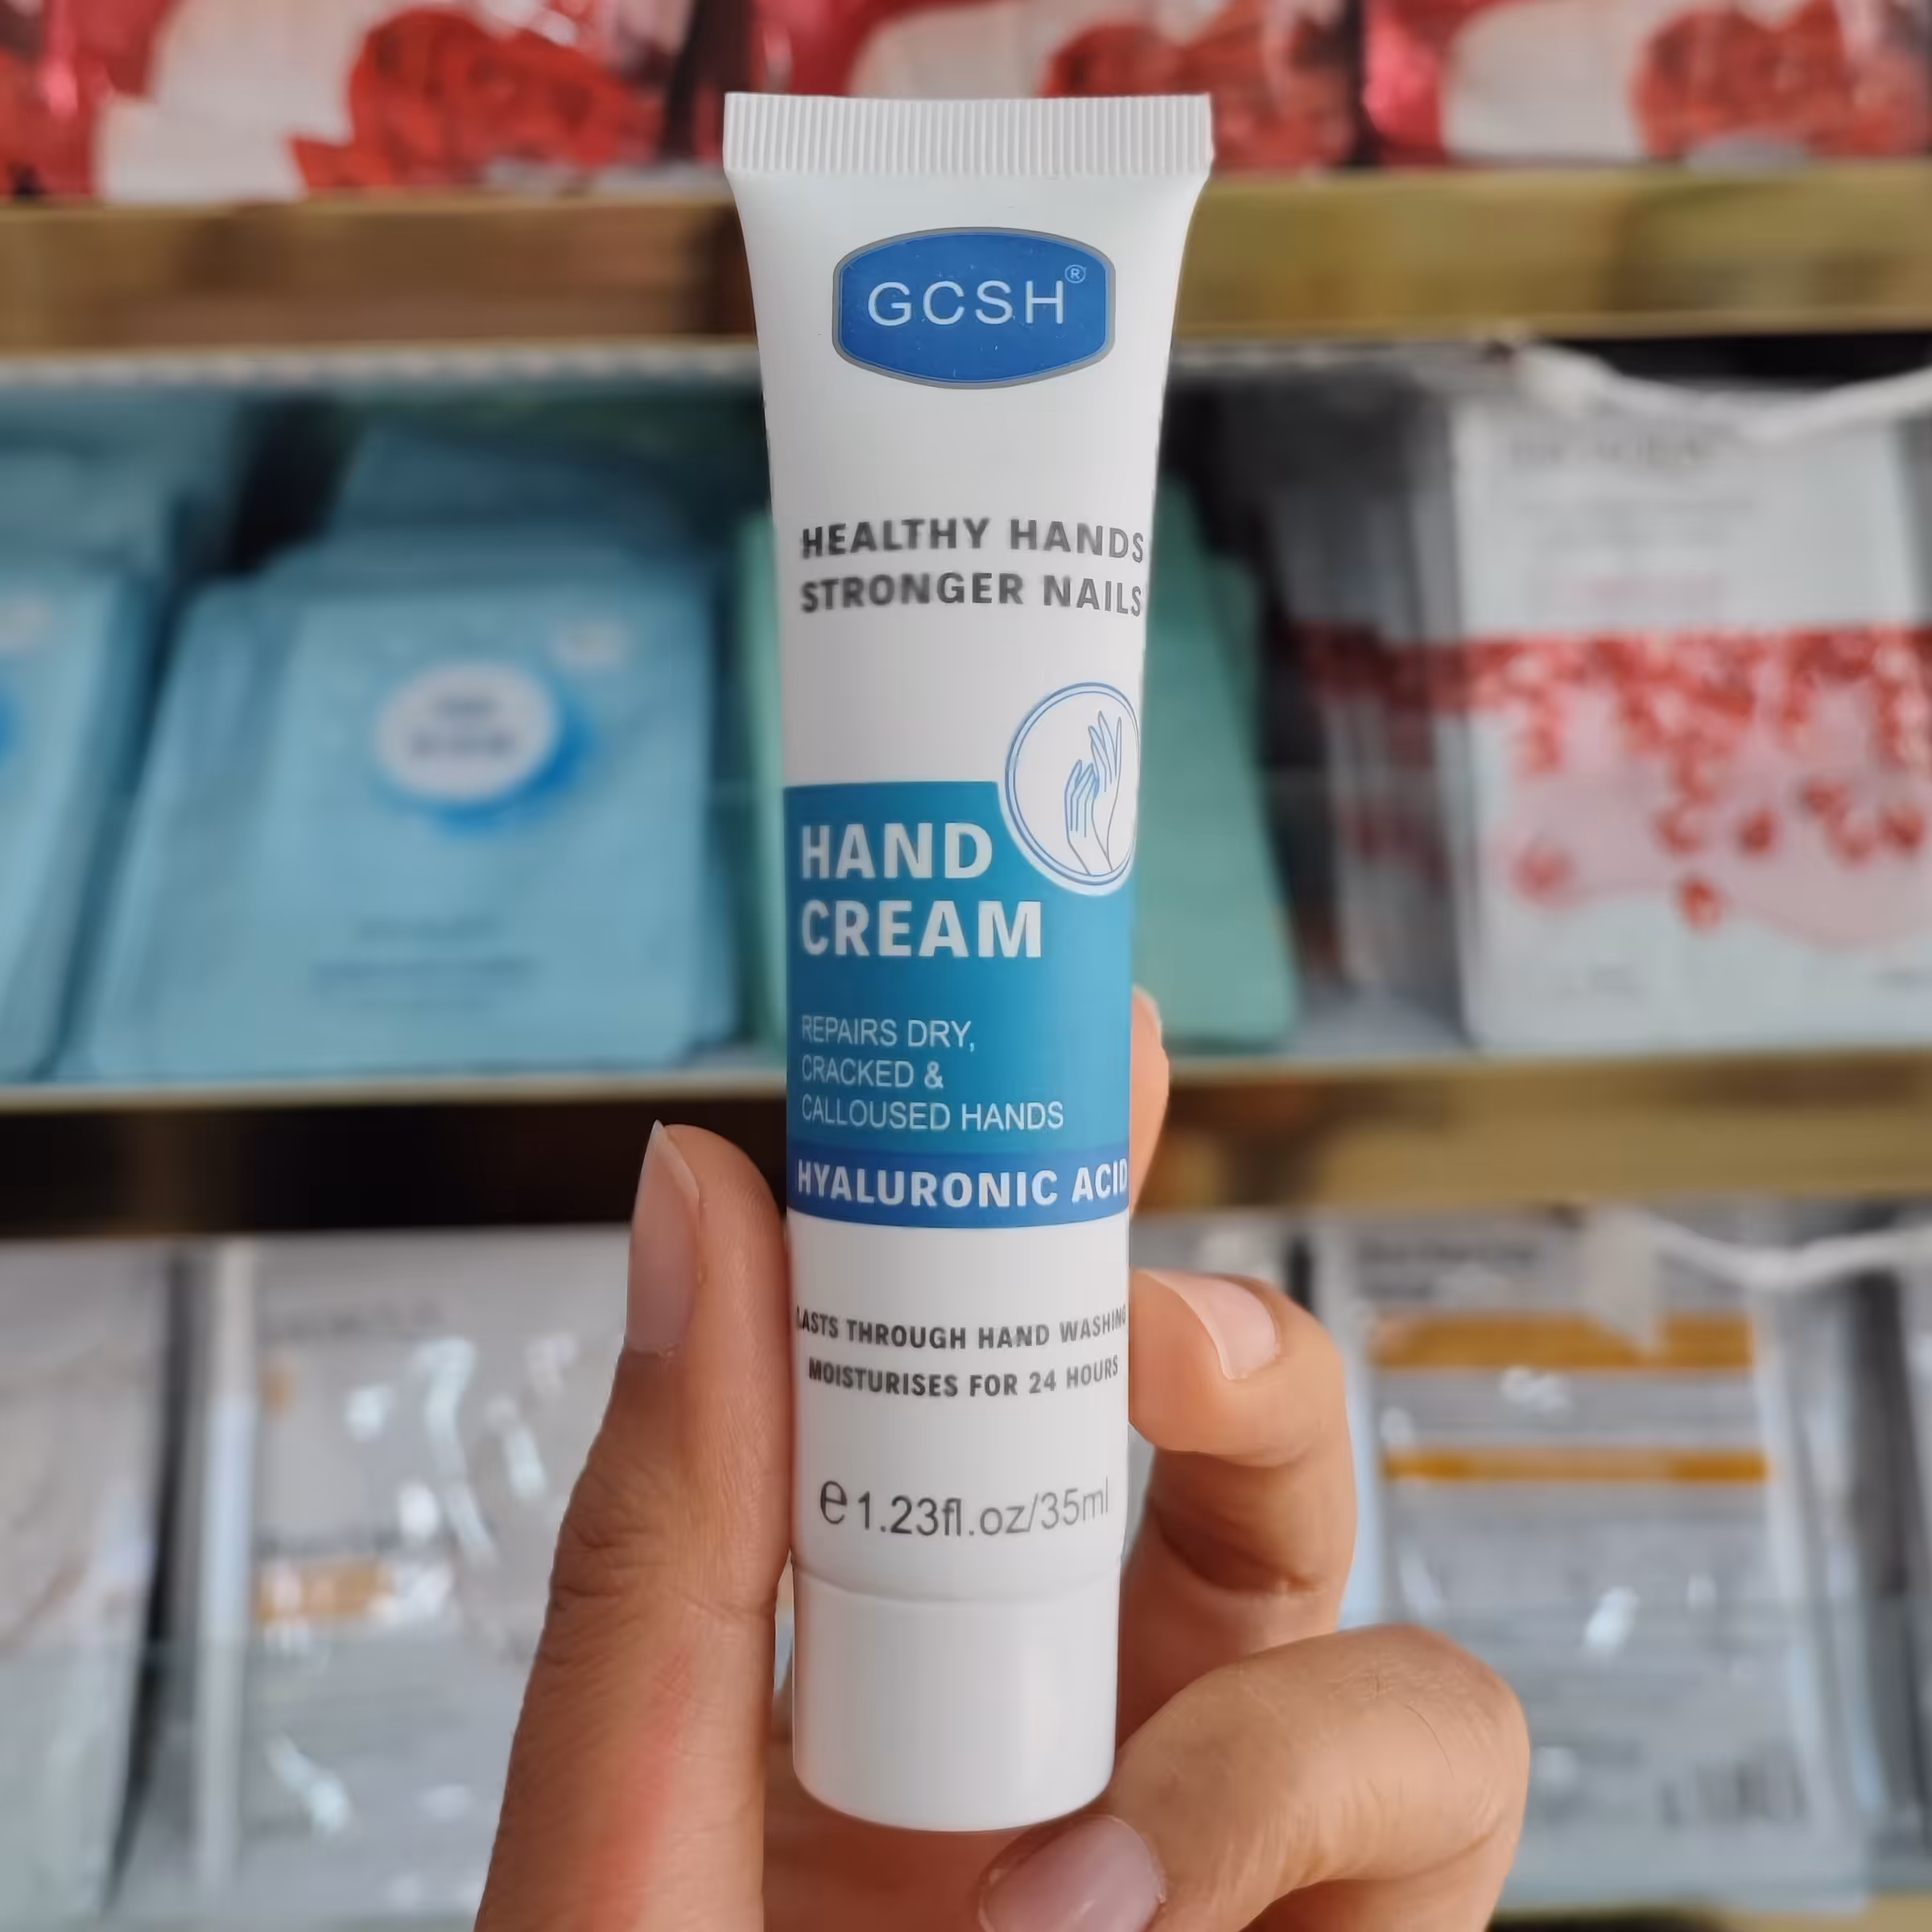 GCSH®
HEALTHY HANDS
STRONGER NAILS
HAND
CREAM
REPAIRS DRY,
CRACKED &
CALLOUSED HANDS
HYALURONIC ACID
LASTS THROUGH HAND WASHING
MOISTURISES FOR 24 HOURS
e 1.23fl.oz/35ml